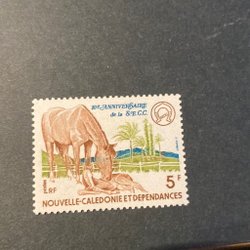 10e ANNIVERSAIRE
de la S.E.C.C.
RF
5F
NOUVELLE-CALEDONIE ET DEPENDANCES